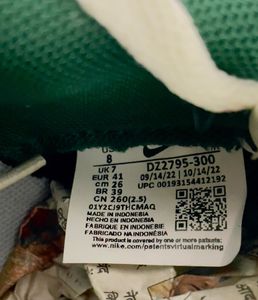 US
8 DZ2795-300
UK 7 09/14/22 10/14/22
EUR 41 UPC 00193154412192
cm 26
BR 39
CN 260(2.5)
01Y2CJ9THCMAQ
MADE IN INDONESIA
HECHO EN INDONESIA
FABRIQUÉ EN INDONESIE
FABRICADO NA INDONESIA
This product is covered by one or more patents:
www.nike.com/patentsvirtualmarking